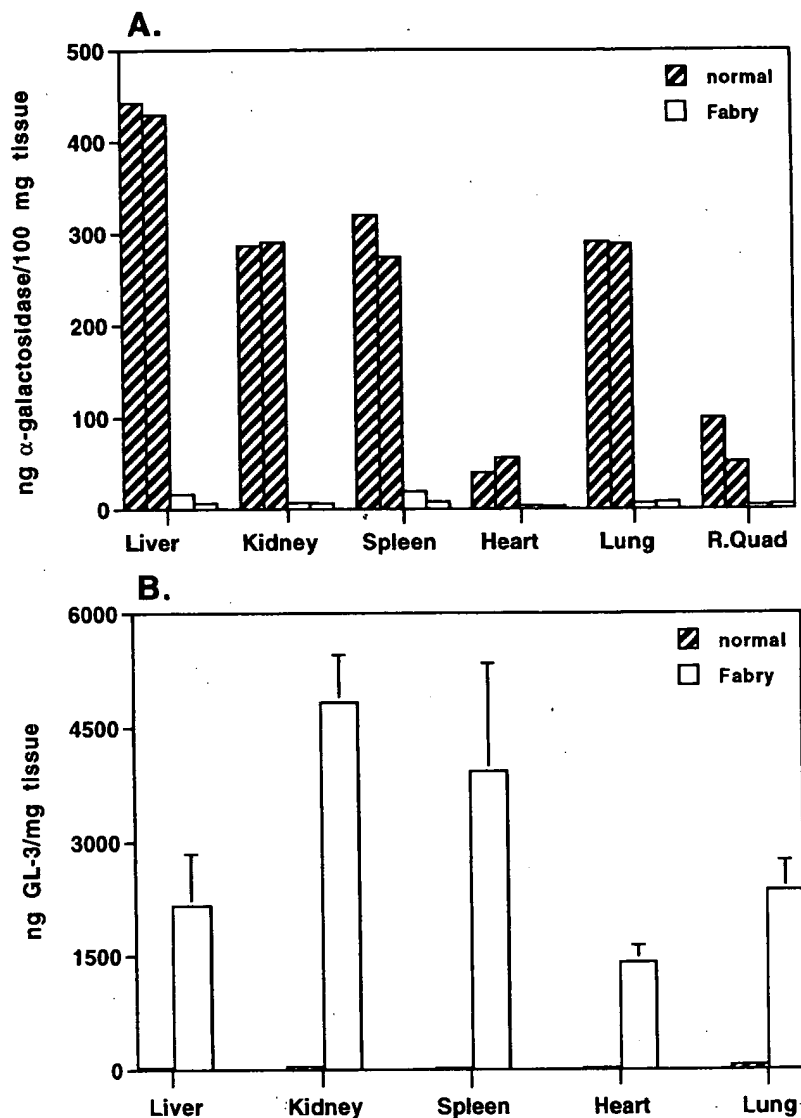 A.
ng α-galactosidase/100 mg tissue
500
400
300
200
100
0
normal
Fabry
Liver Kidney Spleen Heart Lung R.Quad
B.
ng GL-3/mg tissue
6000
4500
3000
1500
0
normal
Fabry
Liver Kidney Spleen Heart Lung